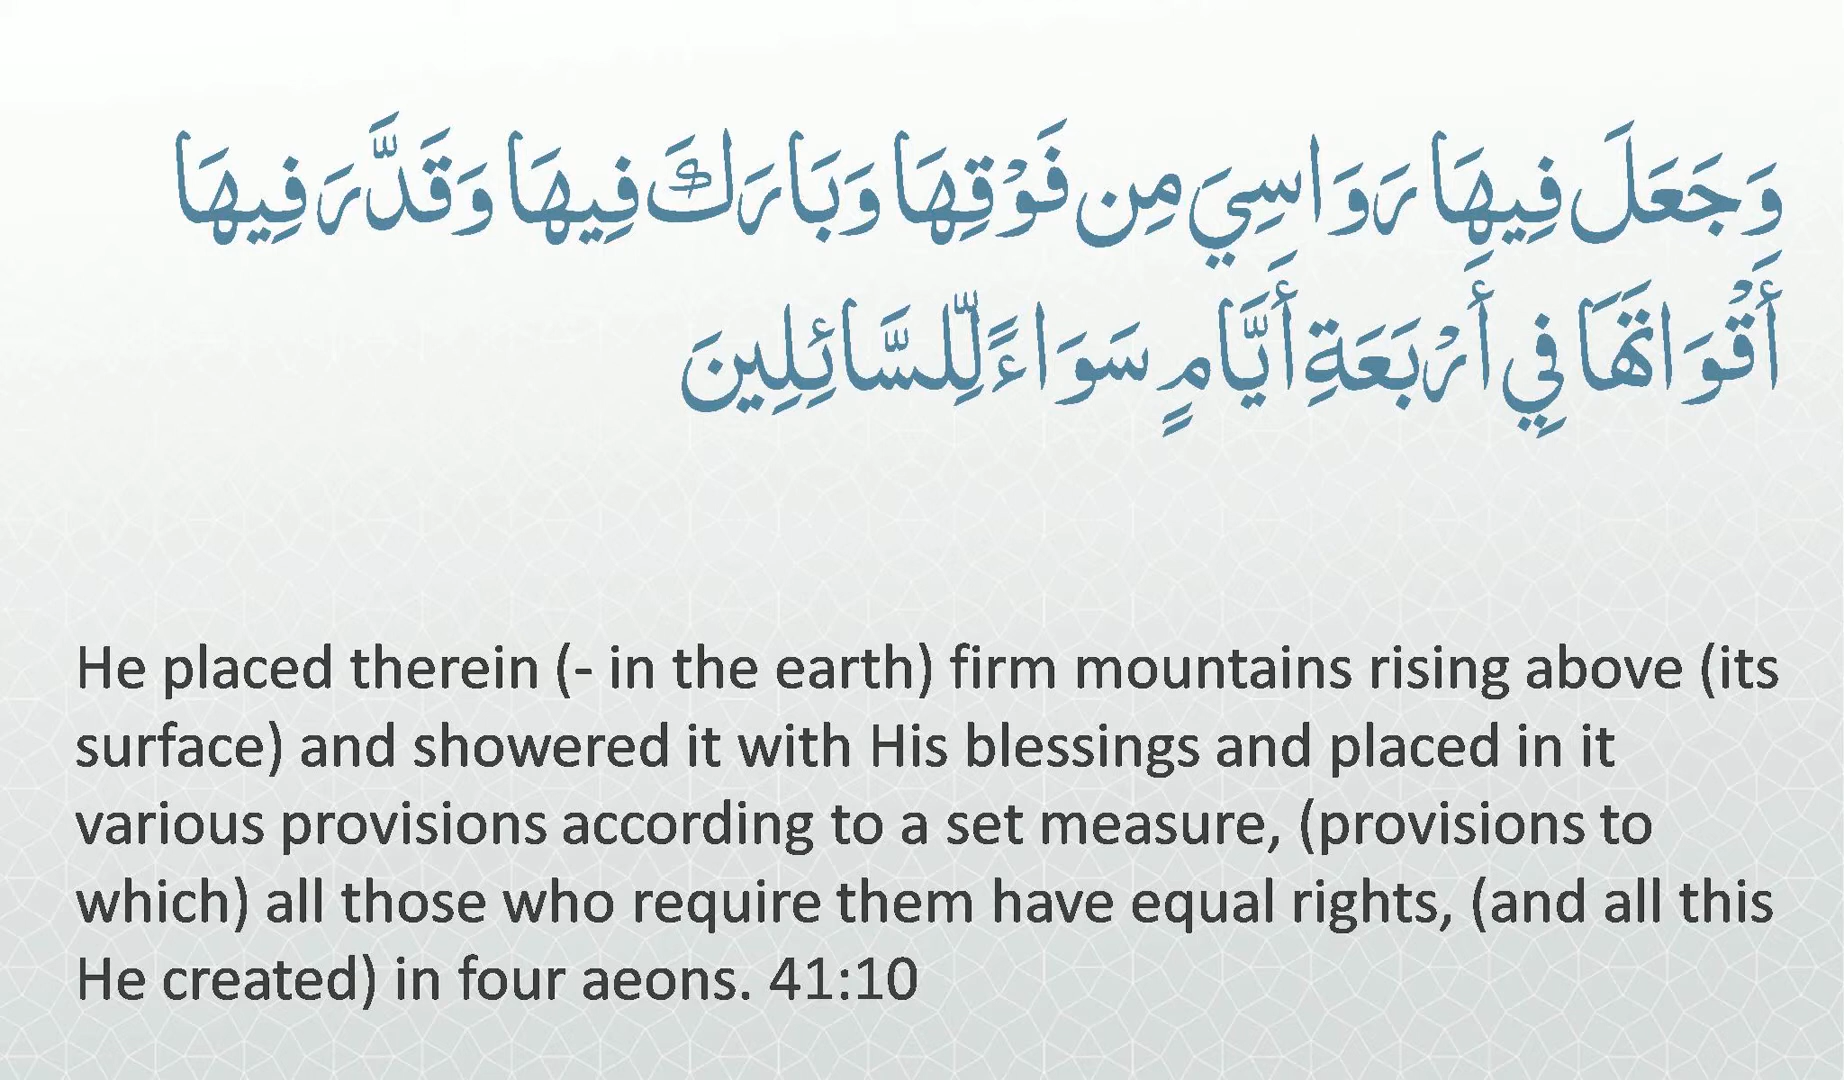 وَجَعَلَ فِيهَا رَوَاسِيَ مِن فَوْقِهَا وَبَارَكَ فِيهَا وَقَدَّرَ فِيهَا
أَقْوَاتَهَا فِي أَرْبَعَةِ أَيَّامٍ سَوَاءً لِّلسَّائِلِينَ
He placed therein (- in the earth) firm mountains rising above (its
surface) and showered it with His blessings and placed in it
various provisions according to a set measure, (provisions to
which) all those who require them have equal rights, (and all this
He created) in four aeons. 41:10